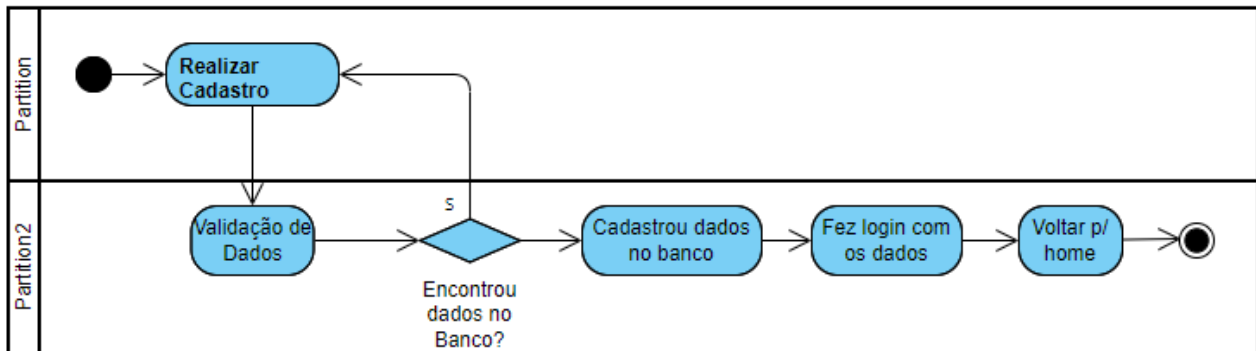 Partition
Realizar
Cadastro
Partition2
Validação de
Dados
S
Encontrou
dados no
Banco?
Cadastrou dados
no banco
Fez login com
os dados
Voltar p/
home